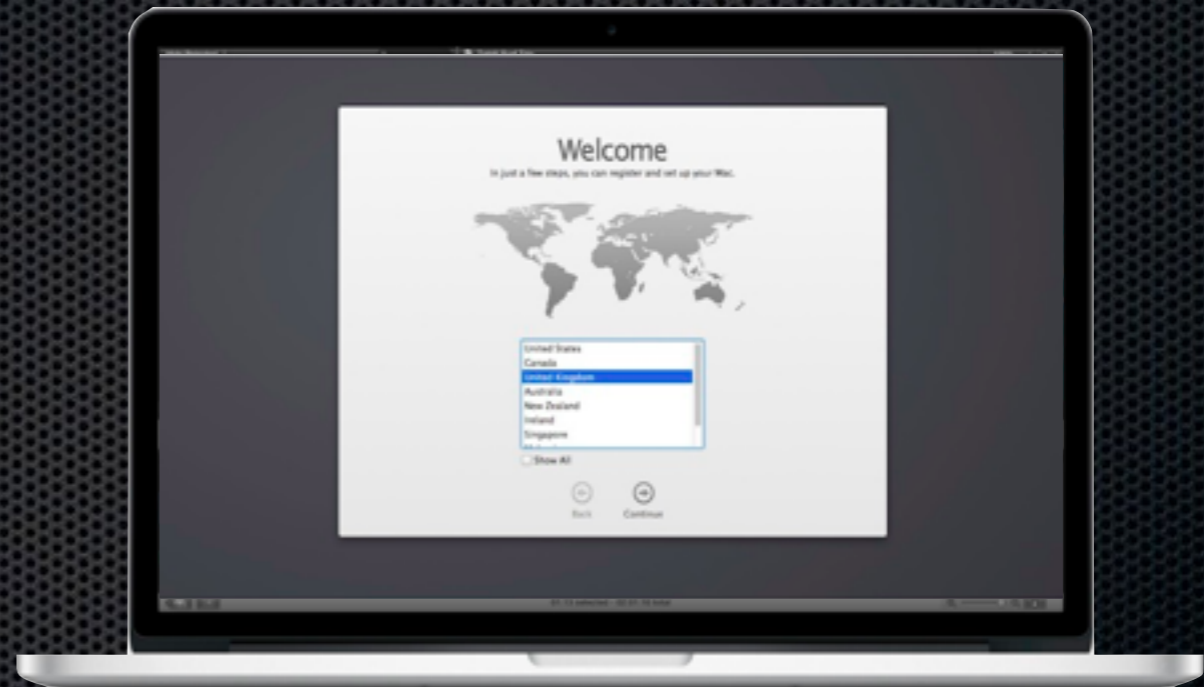 Welcome
In just a few steps, you can register and set up your Mac.
United States
Canada
United Kingdom
Australia
New Zealand
Ireland
Singapore
Show All
Back
Continue